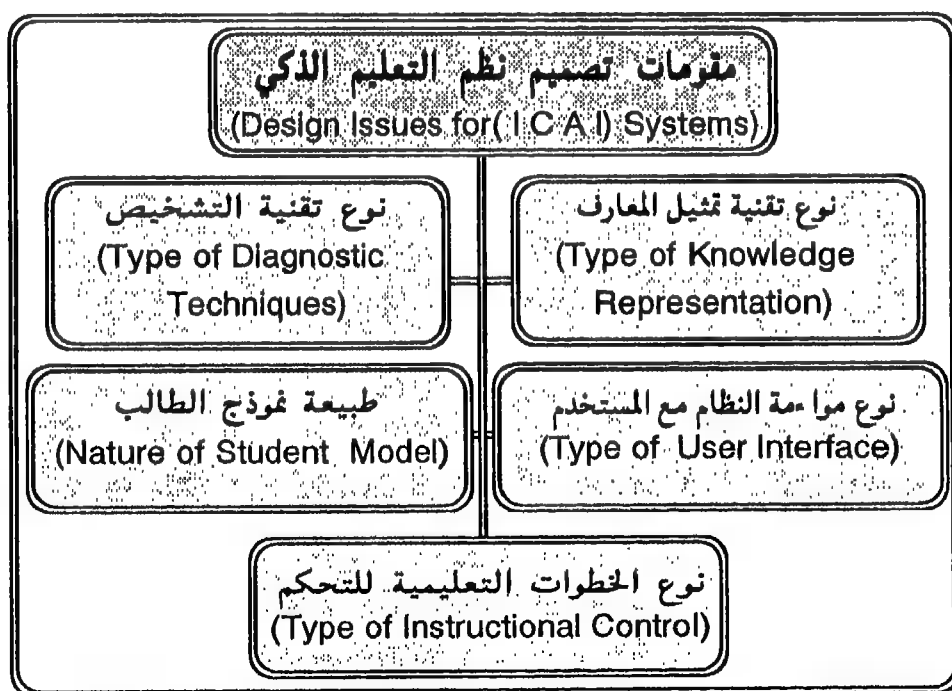 مقومات تصميم نظم التعليم الذكي
(Design Issues for( I C A I) Systems)
نوع تقنية تمثيل المعارف
(Type of Knowledge
Representation)
نوع تقنية التشخيص
(Type of Diagnostic
Techniques)
نوع مواءمة النظام مع المستخدم
(Type of User Interface)
طبيعة نموذج الطالب
(Nature of Student Model)
نوع الخطوات التعليمية للتحكم
(Type of Instructional Control)